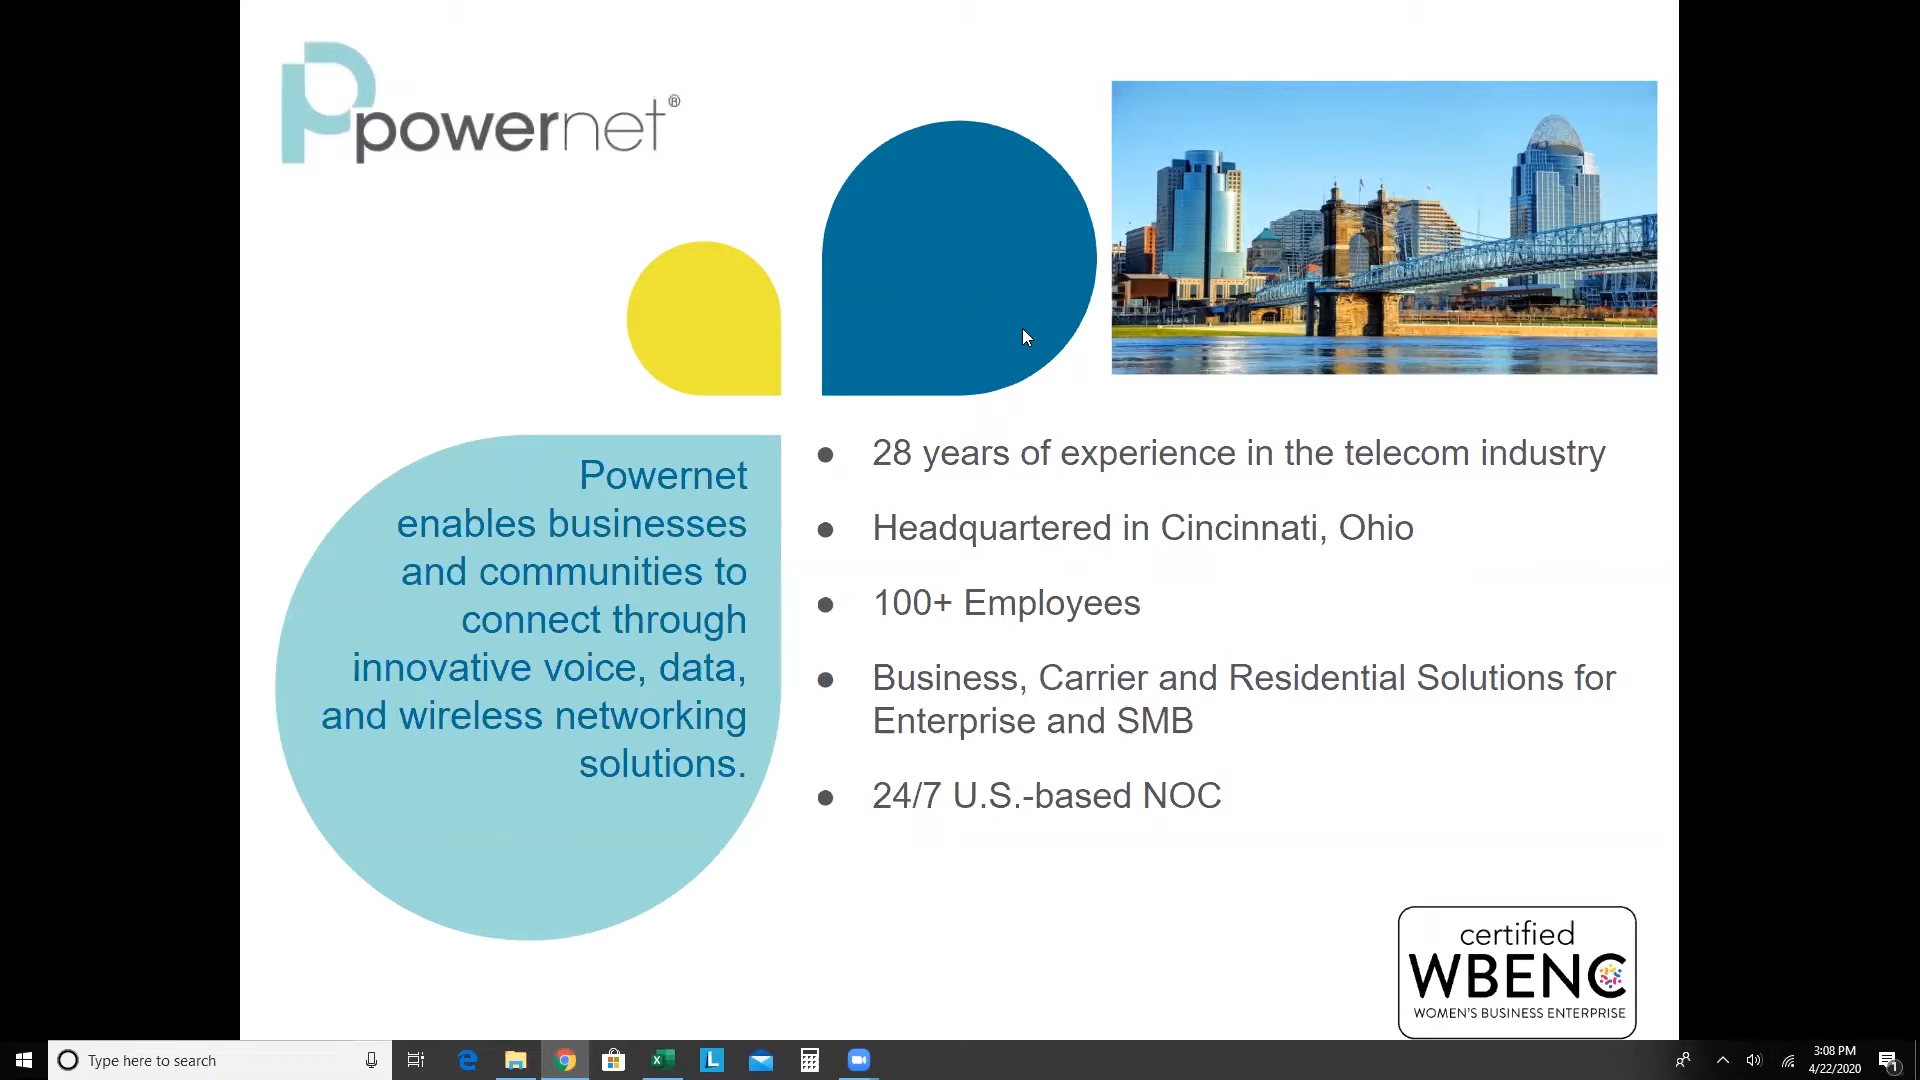 powernet®
Powernet
enables businesses
and communities to
connect through
innovative voice, data,
and wireless networking
solutions.
● 28 years of experience in the telecom industry
● Headquartered in Cincinnati, Ohio
● 100+ Employees
● Business, Carrier and Residential Solutions for
Enterprise and SMB
● 24/7 U.S.-based NOC
certified
WBENC
WOMEN'S BUSINESS ENTERPRISE
Type here to search
3:08 PM
4/22/2020
1